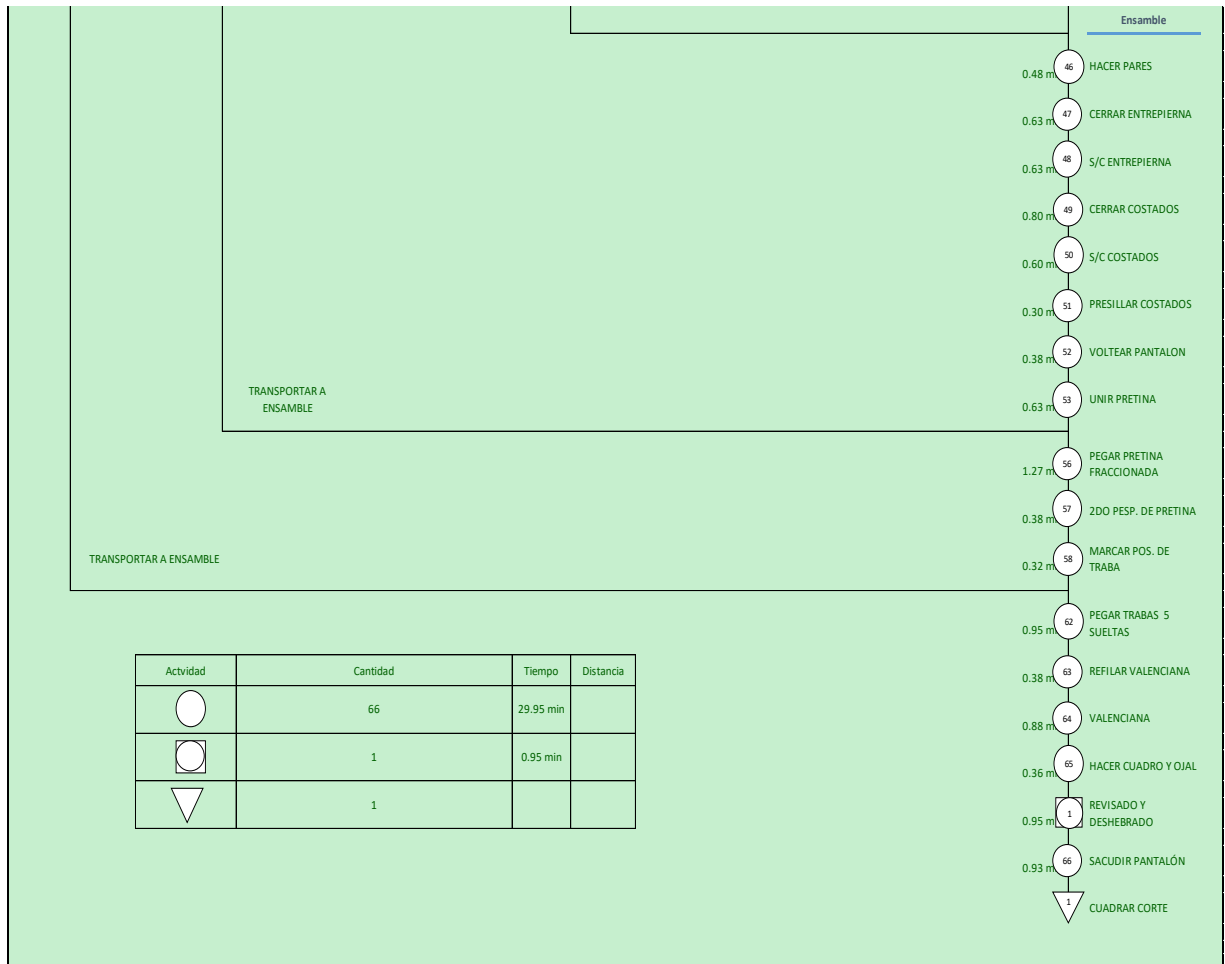 Ensamble
0.48 m
46
HACER PARES
0.63 m
47
CERRAR ENTREPIERNA
0.63 m
48
S/C ENTREPIERNA
0.80 m
49
CERRAR COSTADOS
0.60 m
50
S/C COSTADOS
0.30 m
51
PRESILLAR COSTADOS
0.38 m
52
VOLTEAR PANTALON
TRANSPORTAR A
ENSAMBLE
0.63 m
53
UNIR PRETINA
1.27 m
56
PEGAR PRETINA
FRACCIONADA
0.38 m
57
2DO PESP. DE PRETINA
TRANSPORTAR A ENSAMBLE
0.32 m
58
MARCAR POS. DE
TRABA
0.95 m
62
PEGAR TRABAS 5
SUELTAS
0.38 m
63
REFILAR VALENCIANA
0.88 m
64
VALENCIANA
0.36 m
65
HACER CUADRO Y OJAL
0.95 m
1
REVISADO Y
DESHEBRADO
0.93 m
66
SACUDIR PANTALÓN
1
CUADRAR CORTE
Actvidad Cantidad Tiempo Distancia
66 29.95 min
1 0.95 min
1